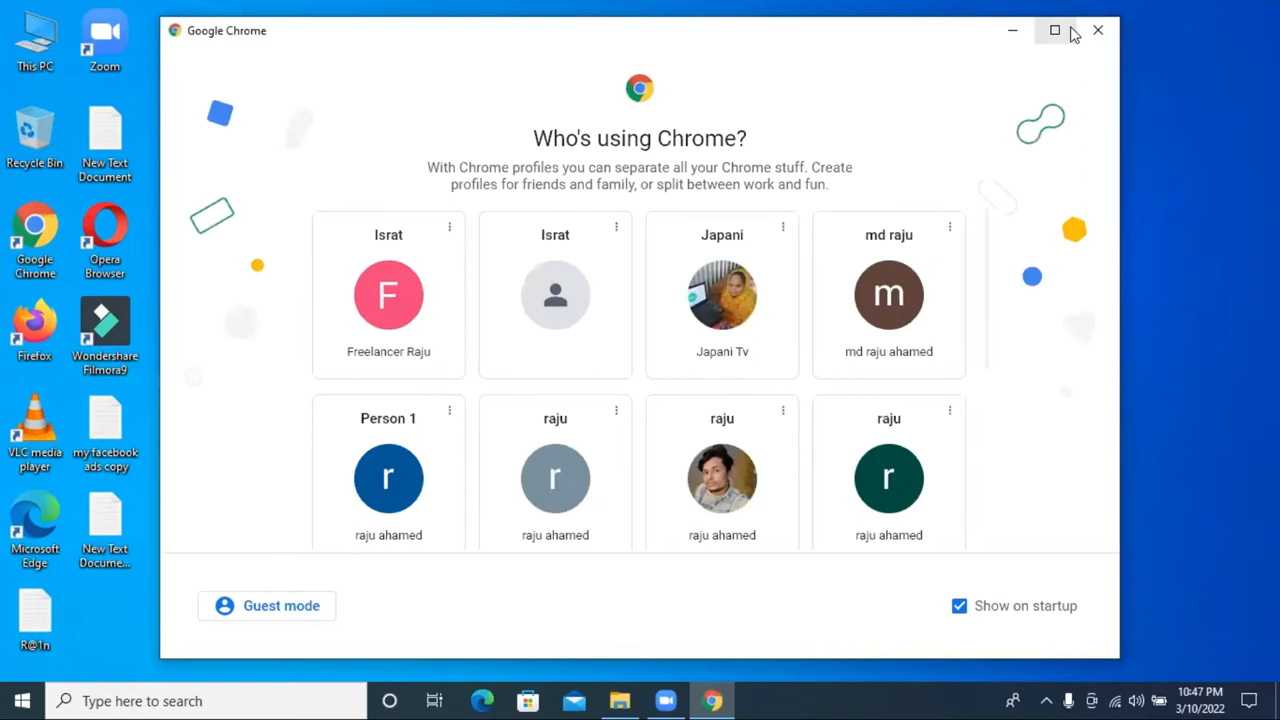 This PC
Zoom
Recycle Bin
New Text
Document
Google
Chrome
Opera
Browser
Firefox
Wondershare
Filmora9
VLC media
player
my facebook
ads copy
Microsoft
Edge
New Text
Docume...
R@1n
Google Chrome
Who's using Chrome?
With Chrome profiles you can separate all your Chrome stuff. Create
profiles for friends and family, or split between work and fun.
Israt
F
Freelancer Raju
Israt
Japani
Japani Tv
md raju
m
md raju ahamed
Person 1
r
raju ahamed
raju
r
raju ahamed
raju
raju ahamed
raju
r
raju ahamed
Guest mode
Show on startup
Type here to search
10:47 PM
3/10/2022